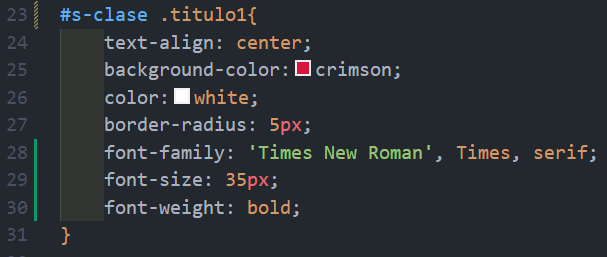 23 #s-clase .titulo1{
24 text-align: center;
25 background-color: crimson;
26 color: white;
27 border-radius: 5px;
28 font-family: 'Times New Roman', Times, serif;
29 font-size: 35px;
30 font-weight: bold;
31 }